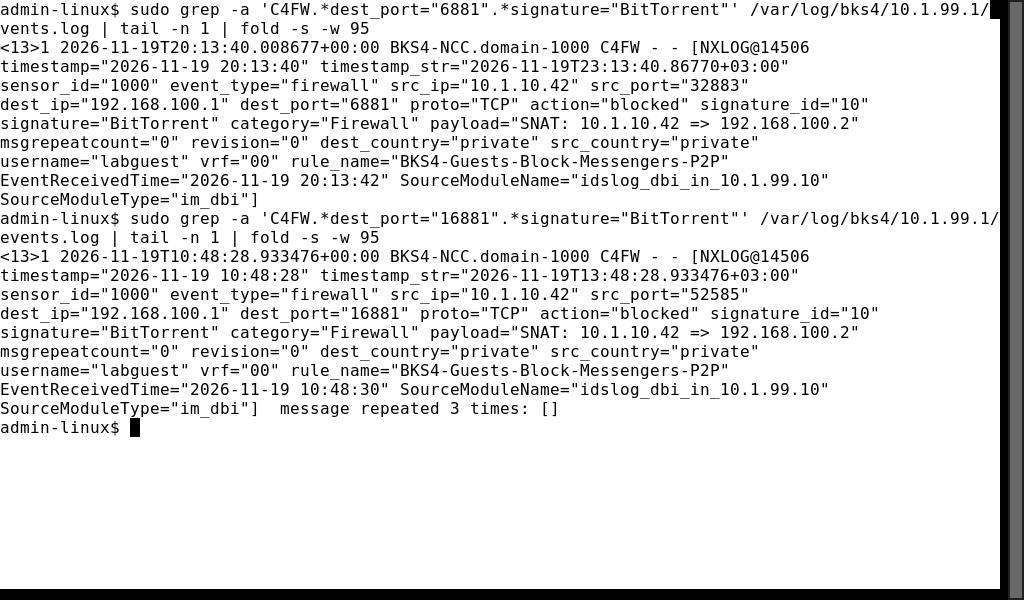 admin-linux$ sudo grep -a 'C4FW.*dest_port="6881".*signature="BitTorrent"' /var/log/bks4/10.1.99.1/
vents.log | tail -n 1 | fold -s -w 95
<13>1 2026-11-19T20:13:40.008677+00:00 BKS4-NCC.domain-1000 C4FW - - [NXLOG@14506
timestamp="2026-11-19 20:13:40" timestamp_str="2026-11-19T23:13:40.86770+03:00"
sensor_id="1000" event_type="firewall" src_ip="10.1.10.42" src_port="32883"
dest_ip="192.168.100.1" dest_port="6881" proto="TCP" action="blocked" signature_id="10"
signature="BitTorrent" category="Firewall" payload="SNAT: 10.1.10.42 => 192.168.100.2"
msgrepeatcount="0" revision="0" dest_country="private" src_country="private"
username="labguest" vrf="00" rule_name="BKS4-Guests-Block-Messengers-P2P"
EventReceivedTime="2026-11-19 20:13:42" SourceModuleName="idslog_dbi_in_10.1.99.10"
SourceModuleType="im_dbi"]
admin-linux$ sudo grep -a 'C4FW.*dest_port="16881".*signature="BitTorrent"' /var/log/bks4/10.1.99.1/
events.log | tail -n 1 | fold -s -w 95
<13>1 2026-11-19T10:48:28.933476+00:00 BKS4-NCC.domain-1000 C4FW - - [NXLOG@14506
timestamp="2026-11-19 10:48:28" timestamp_str="2026-11-19T13:48:28.933476+03:00"
sensor_id="1000" event_type="firewall" src_ip="10.1.10.42" src_port="52585"
dest_ip="192.168.100.1" dest_port="16881" proto="TCP" action="blocked" signature_id="10"
signature="BitTorrent" category="Firewall" payload="SNAT: 10.1.10.42 => 192.168.100.2"
msgrepeatcount="0" revision="0" dest_country="private" src_country="private"
username="labguest" vrf="00" rule_name="BKS4-Guests-Block-Messengers-P2P"
EventReceivedTime="2026-11-19 10:48:30" SourceModuleName="idslog_dbi_in_10.1.99.10"
SourceModuleType="im_dbi"]  message repeated 3 times: []
admin-linux$